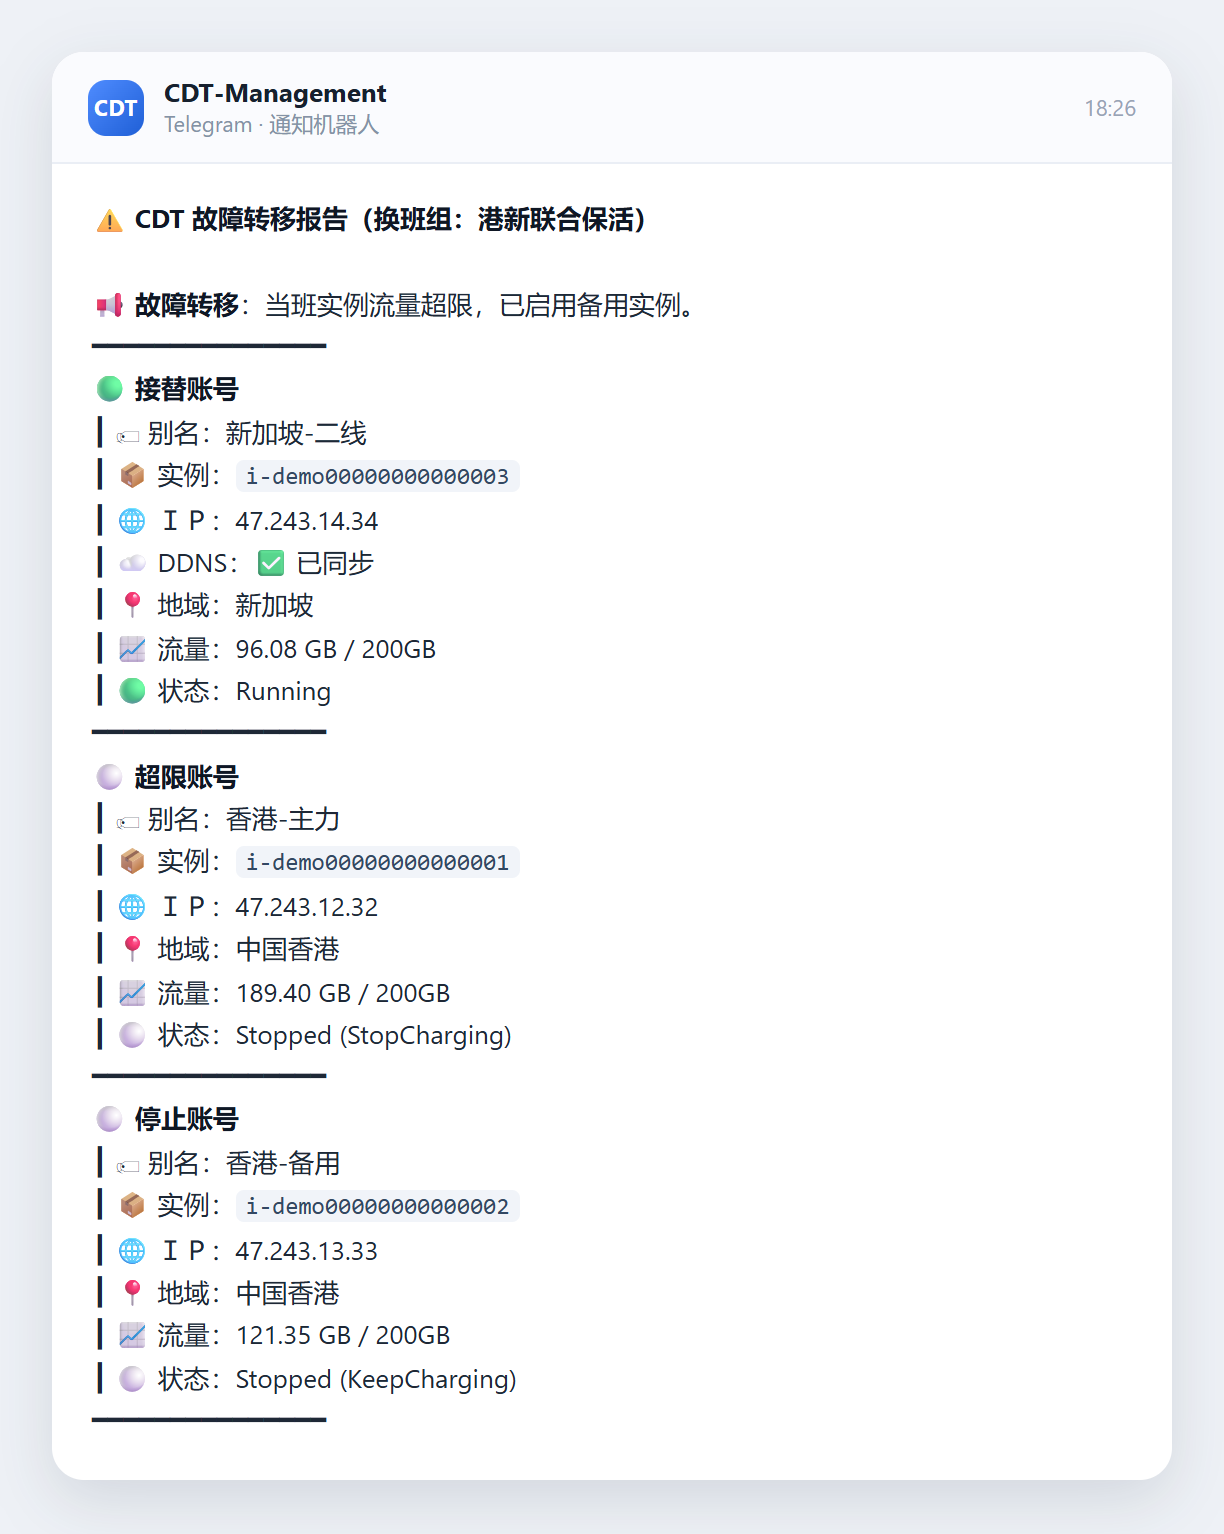 CDT
CDT-Management
Telegram · 通知机器人
18:26
⚠️ CDT 故障转移报告（换班组：港新联合保活）
📢 故障转移：当班实例流量超限，已启用备用实例。
━━━━━━━━━━━━━━━
🟢 接替账号
┃ 🏷️ 别名：新加坡-二线
┃ 📦 实例：i-demo00000000000003
┃ 🌐 ＩＰ：47.243.14.34
┃ ☁️ DDNS：✅ 已同步
┃ 📍 地域：新加坡
┃ 📈 流量：96.08 GB / 200GB
┃ 🟢 状态：Running
━━━━━━━━━━━━━━━
⚪ 超限账号
┃ 🏷️ 别名：香港-主力
┃ 📦 实例：i-demo00000000000001
┃ 🌐 ＩＰ：47.243.12.32
┃ 📍 地域：中国香港
┃ 📈 流量：189.40 GB / 200GB
┃ ⚪ 状态：Stopped (StopCharging)
━━━━━━━━━━━━━━━
⚪ 停止账号
┃ 🏷️ 别名：香港-备用
┃ 📦 实例：i-demo00000000000002
┃ 🌐 ＩＰ：47.243.13.33
┃ 📍 地域：中国香港
┃ 📈 流量：121.35 GB / 200GB
┃ ⚪ 状态：Stopped (KeepCharging)
━━━━━━━━━━━━━━━